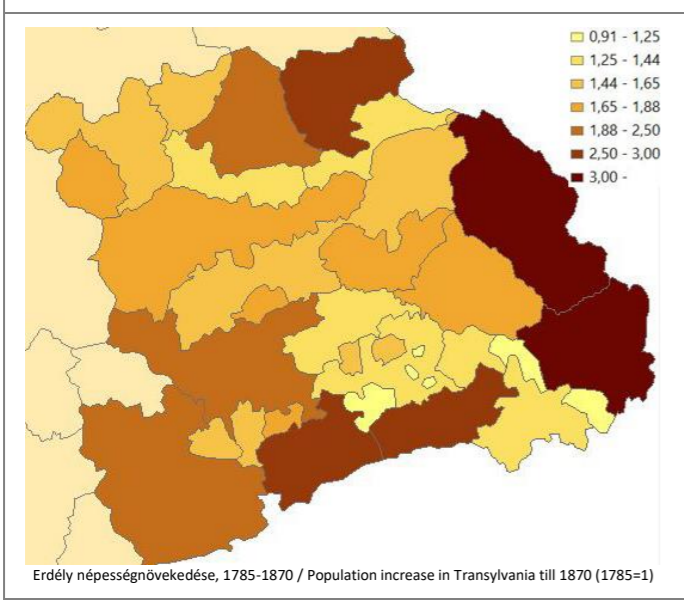 0,91 - 1,25
1,25 - 1,44
1,44 - 1,65
1,65 - 1,88
1,88 - 2,50
2,50 - 3,00
3,00 -
Erdély népességnövekedése, 1785-1870 / Population increase in Transylvania till 1870 (1785=1)